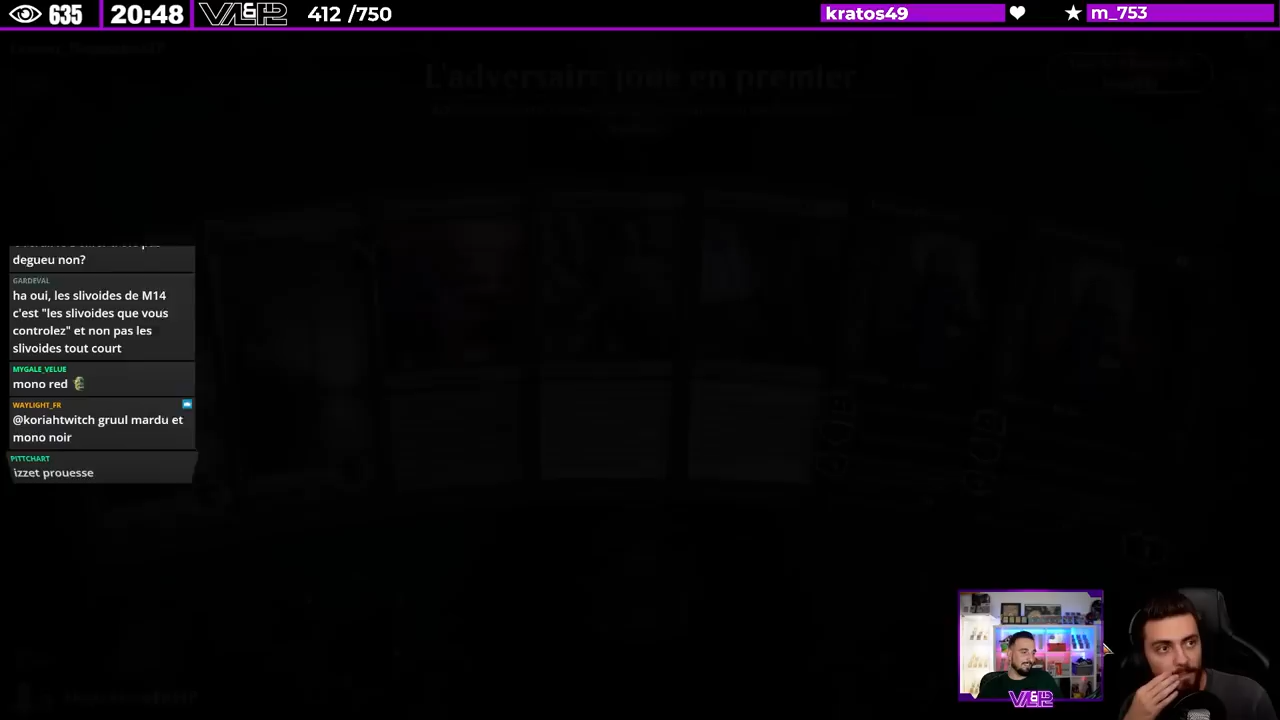 635
20:48
VALP2
412 /750
kratos49
m_753
L'adversaire joue en premier
degueu non?
GARDEVAL
ha oui, les slivoides de M14
c'est "les slivoides que vous
controlez" et non pas les
slivoides tout court
MYGALE_VELUE
mono red
WAYLIGHT_FR
@koriahtwitch gruul mardu et
mono noir
PITTCHART
izzet prouesse